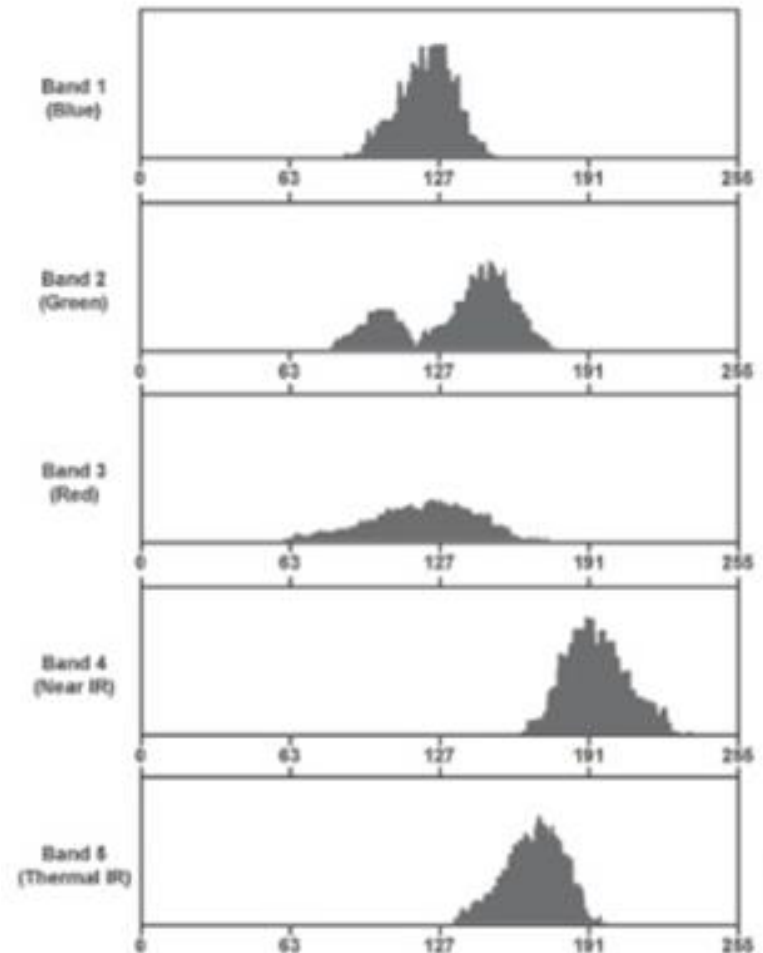 Band 1
(Blue)
0 63 127 191 255
Band 2
(Green)
0 63 127 191 255
Band 3
(Red)
0 63 127 191 255
Band 4
(Near IR)
0 63 127 191 255
Band 5
(Thermal IR)
0 63 127 191 255